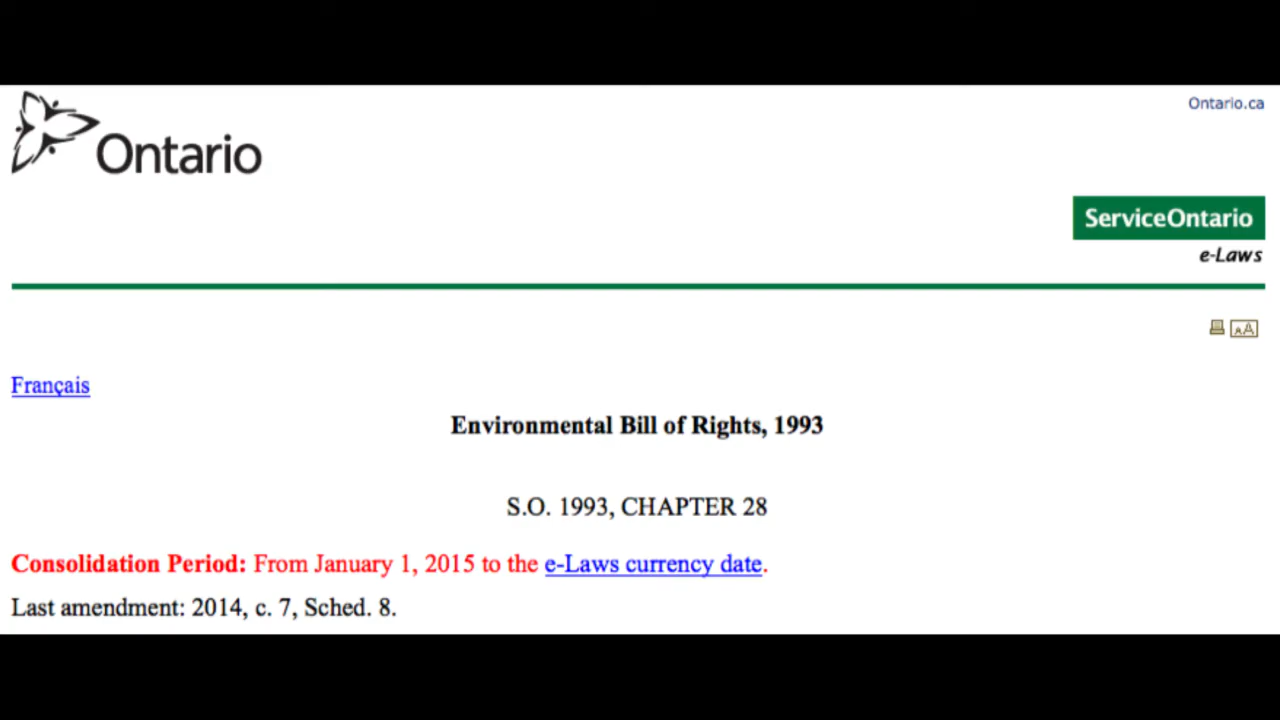 Ontario.ca
Ontario
ServiceOntario
e-Laws
AA
Français
Environmental Bill of Rights, 1993
S.O. 1993, CHAPTER 28
Consolidation Period: From January 1, 2015 to the e-Laws currency date.
Last amendment: 2014, c. 7, Sched. 8.